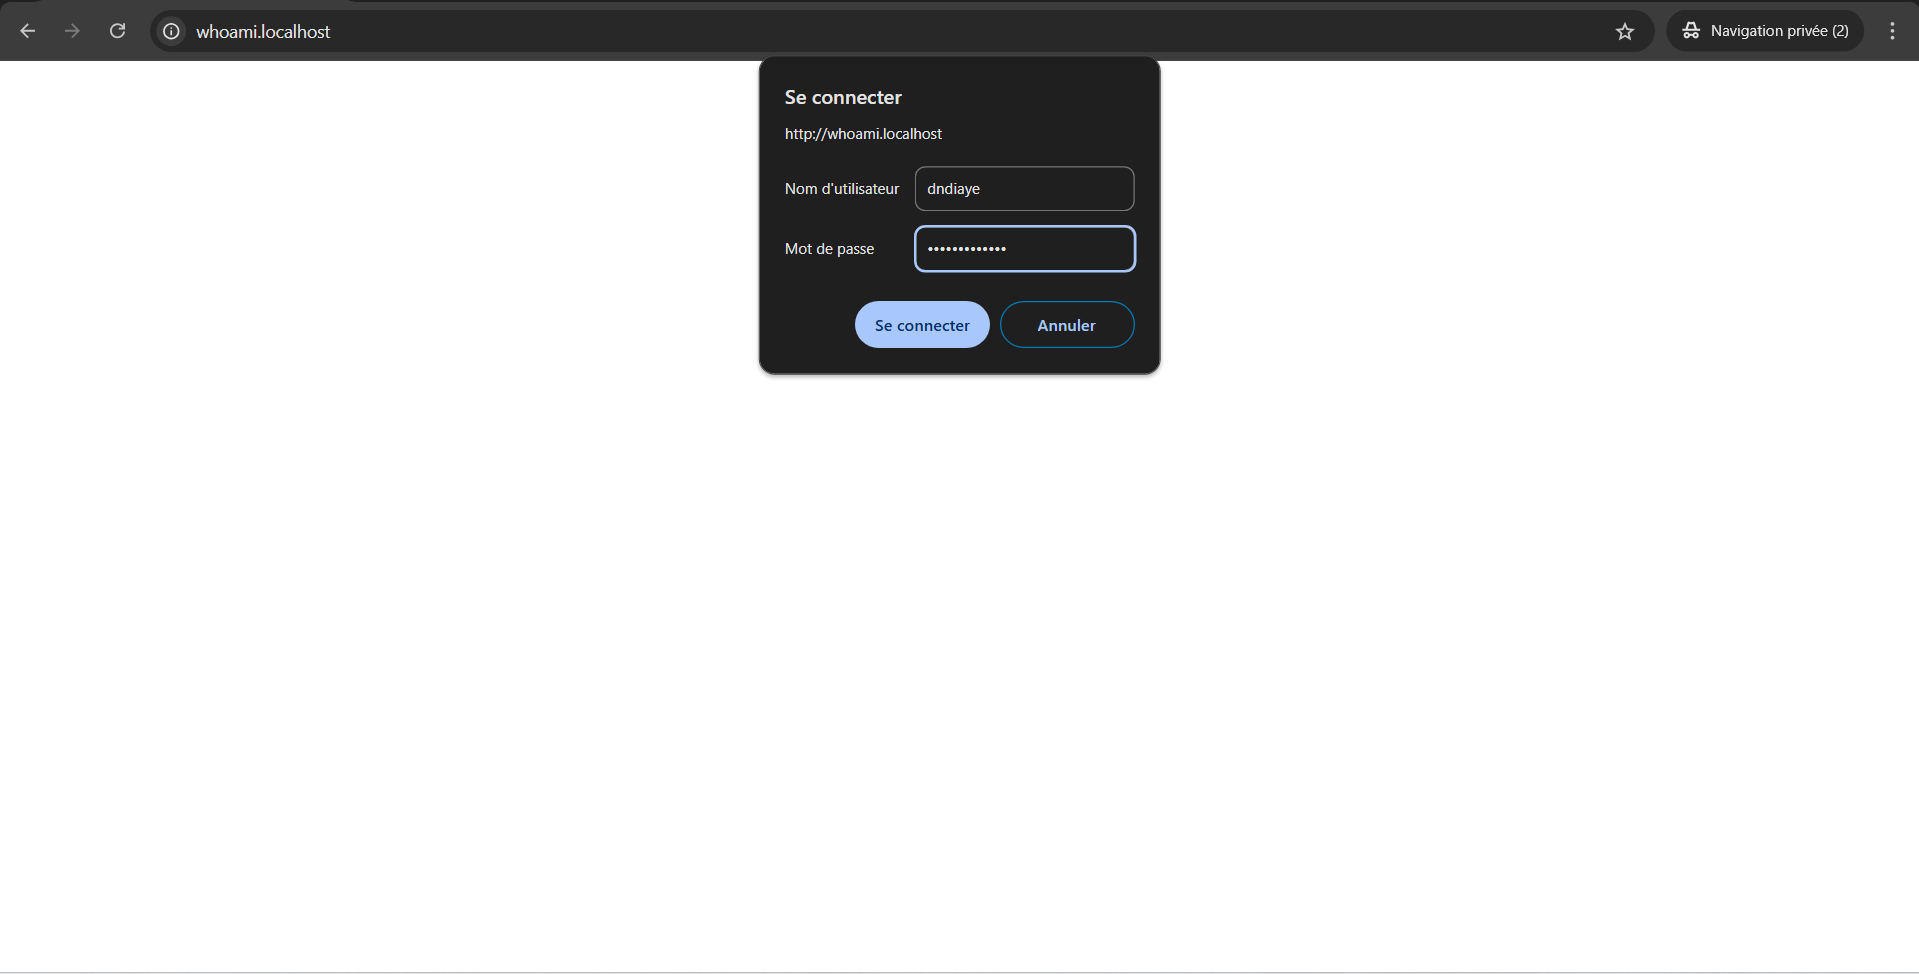 whoami.localhost
Navigation privée (2)
Se connecter
http://whoami.localhost
Nom d'utilisateur dndiaye
Mot de passe •••••••••••••
Se connecter Annuler